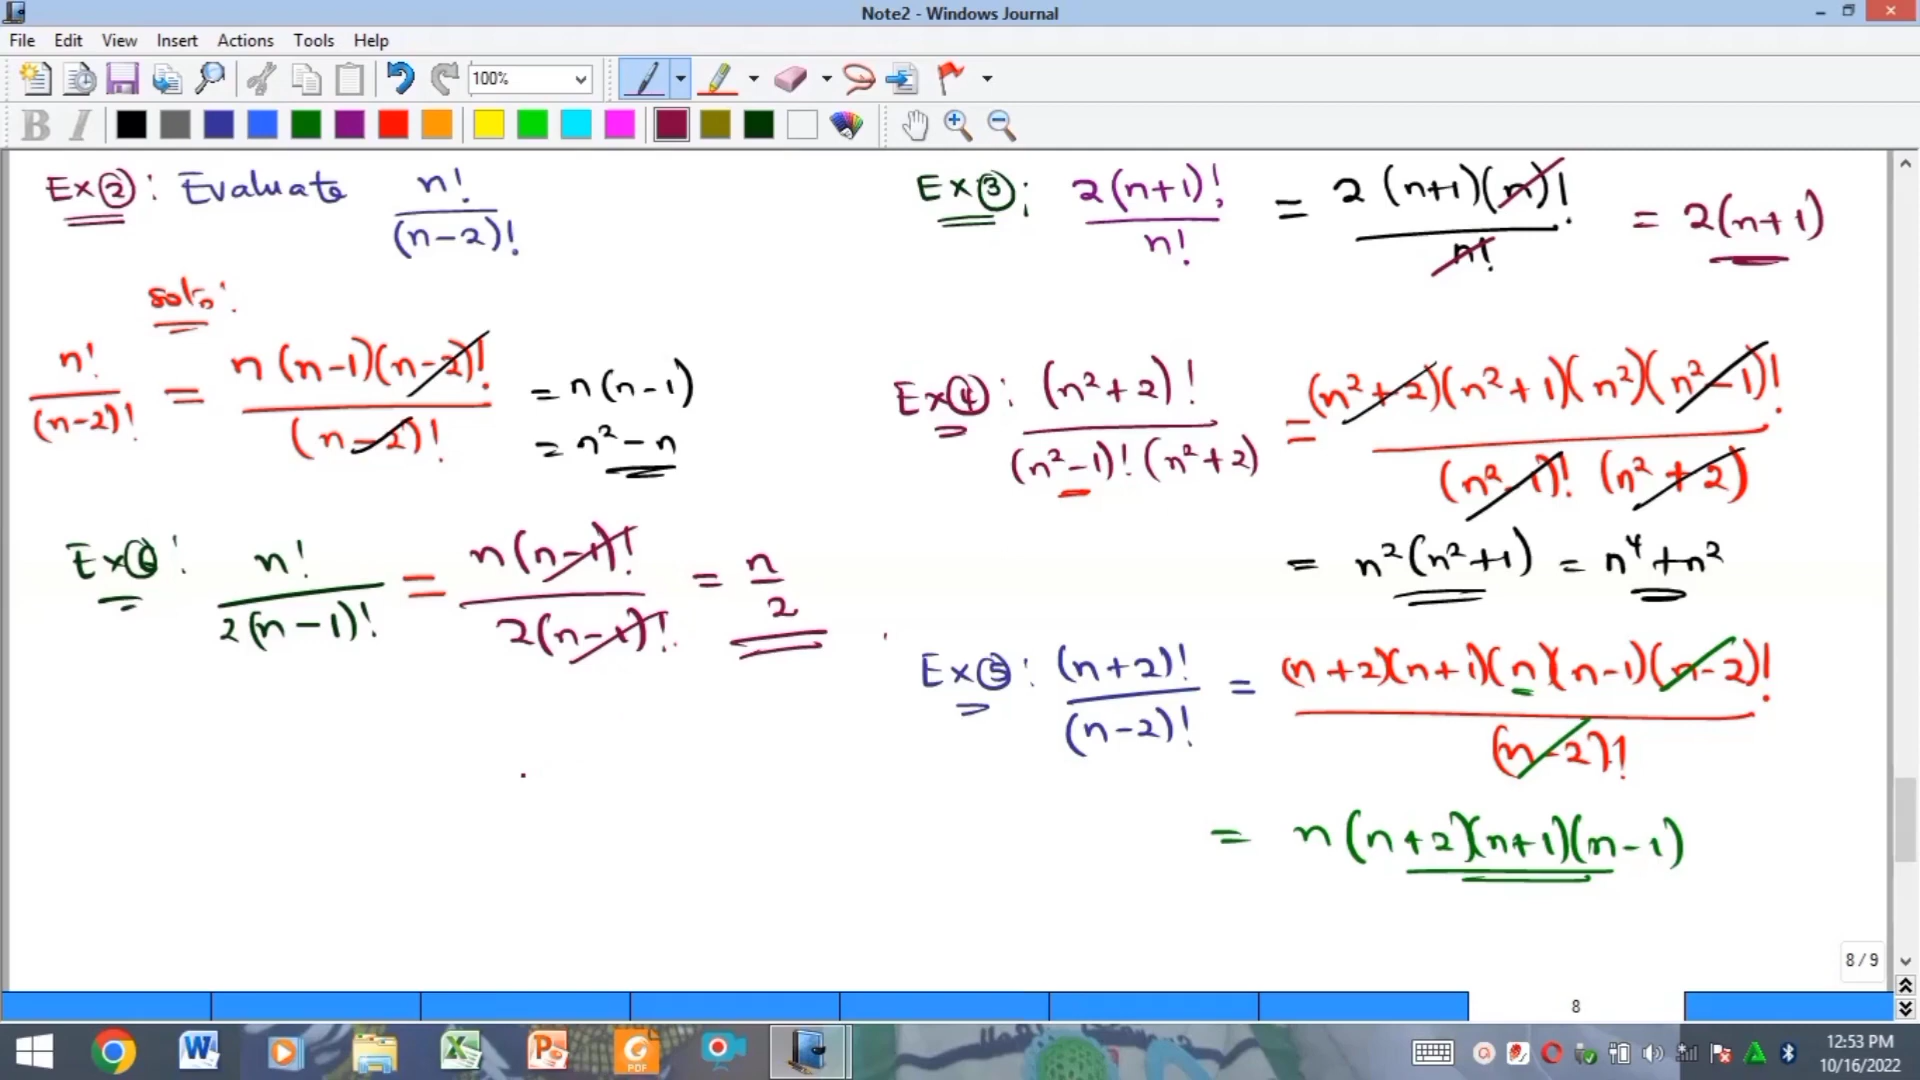 Note2 - Windows Journal
File Edit View Insert Actions Tools Help
100%
B I
Ex②: Evaluate n!/(n-2)!
soln:
n!/(n-2)! = n(n-1)(n-2)!/(n-2)! = n(n-1)
= n²-n
Ex⑥: n!/2(n-1)! = n(n-1)!/2(n-1)! = n/2
Ex③: 2(n+1)!/n! = 2(n+1)(n)!/n! = 2(n+1)
Ex④: (n²+2)!/(n²-1)!(n²+2) = (n²+2)(n²+1)(n²)(n²-1)!/(n²-1)!(n²+2)
= n²(n²+1) = n⁴+n²
Ex⑤: (n+2)!/(n-2)! = (n+2)(n+1)(n)(n-1)(n-2)!/(n-2)!
= n(n+2)(n+1)(n-1)
8 / 9
8
PDF
12:53 PM
10/16/2022